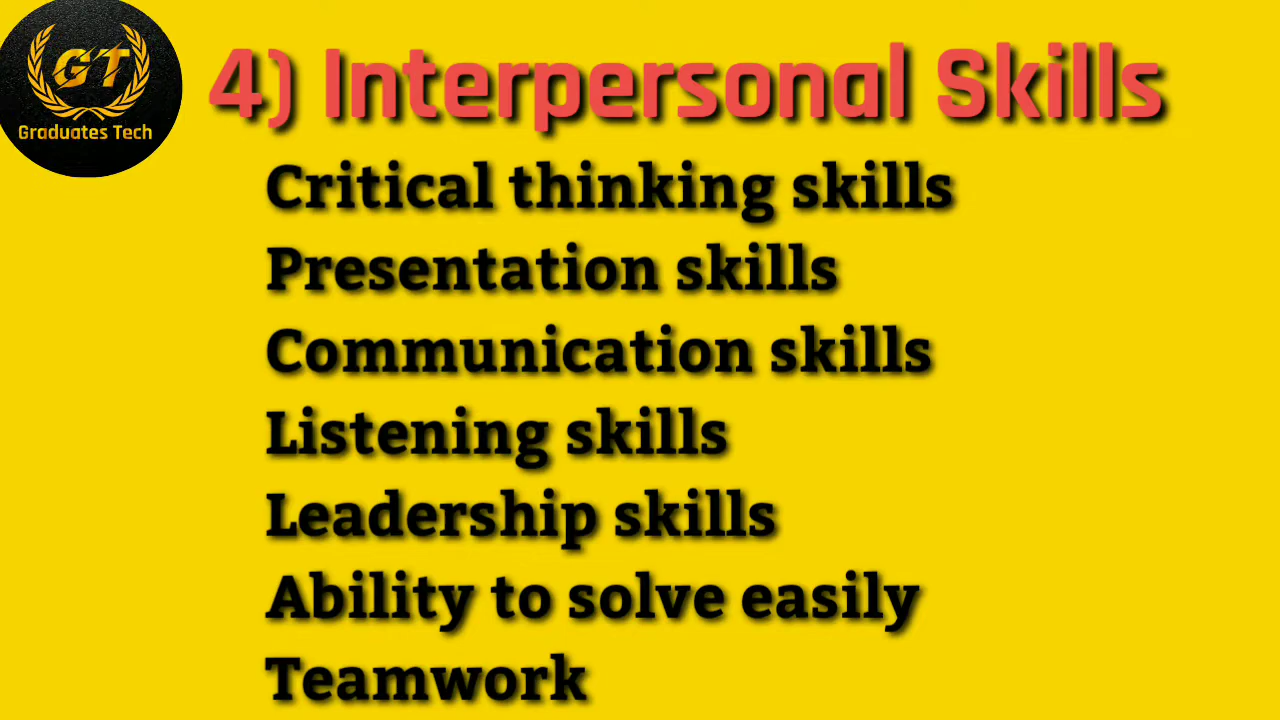 GT
Graduates Tech
4) Interpersonal Skills
Critical thinking skills
Presentation skills
Communication skills
Listening skills
Leadership skills
Ability to solve easily
Teamwork